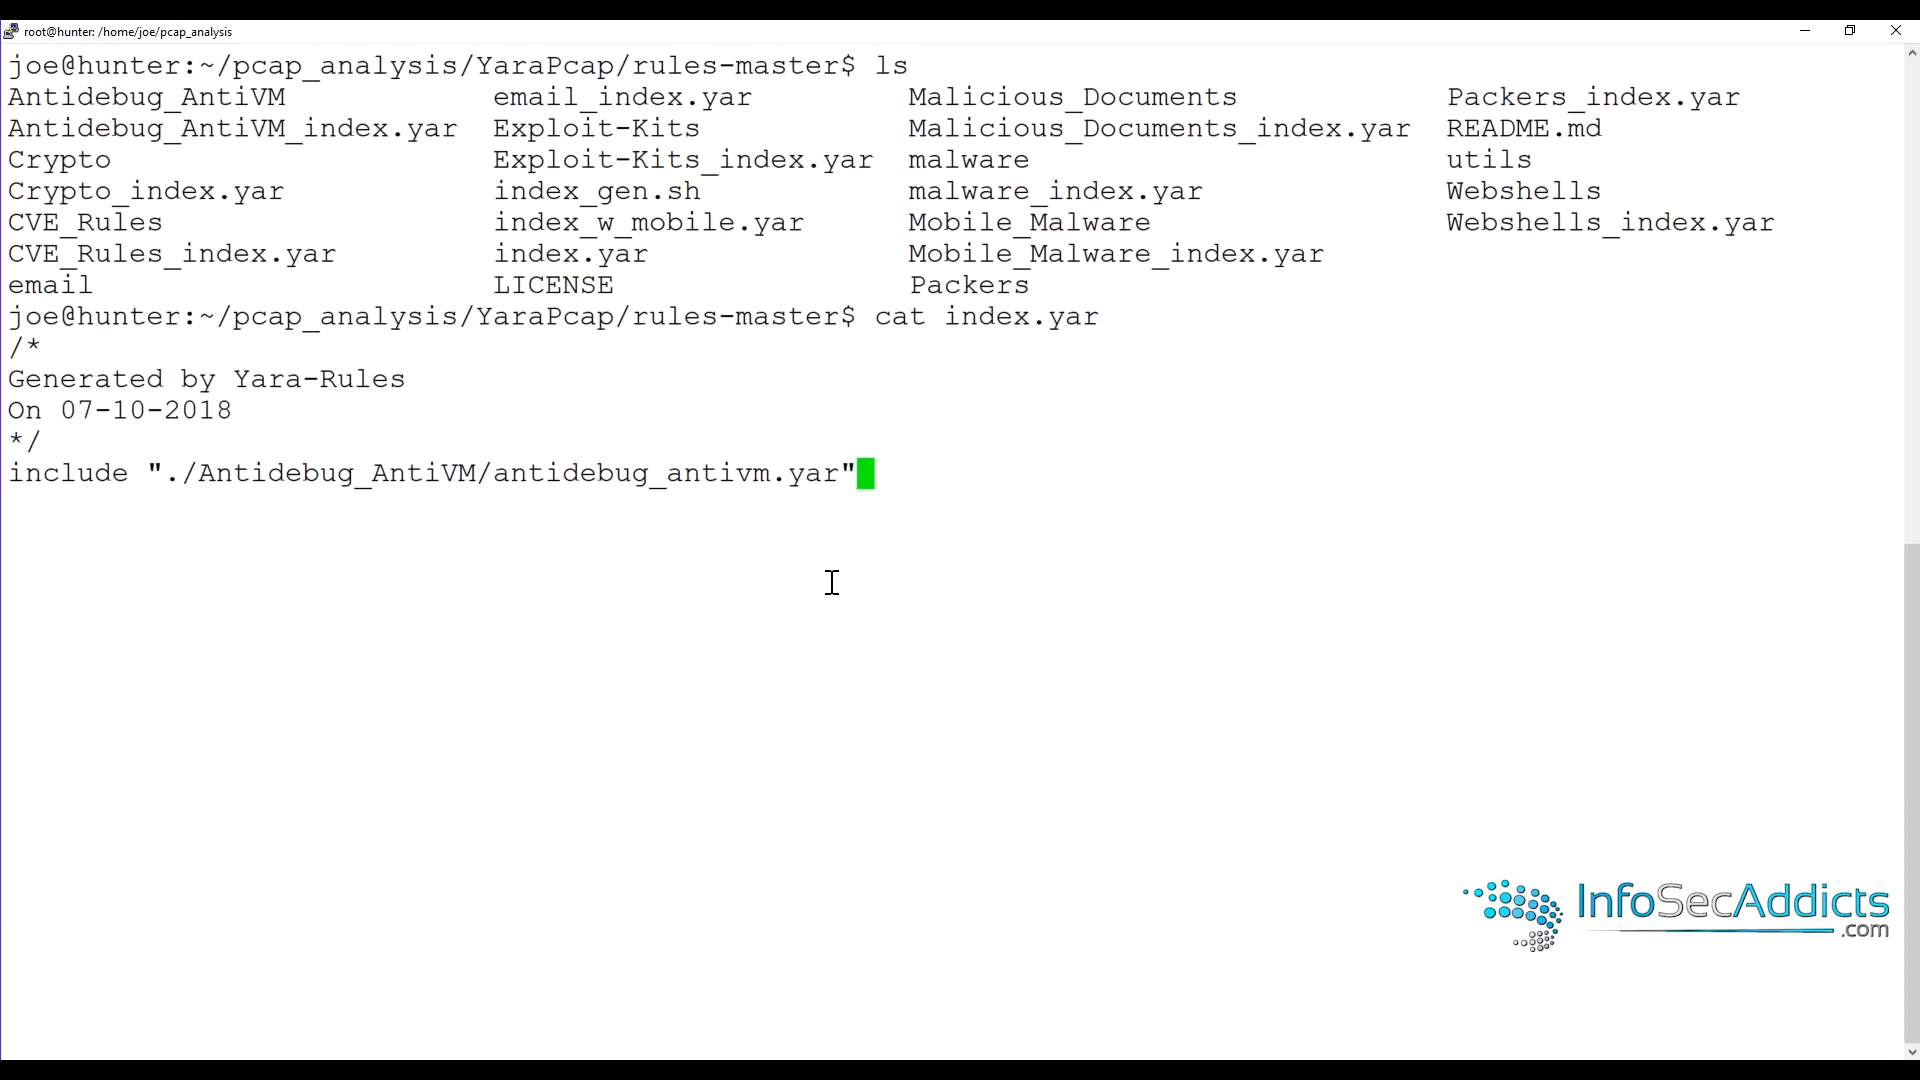 root@hunter: /home/joe/pcap_analysis
joe@hunter:~/pcap_analysis/YaraPcap/rules-master$ ls
Antidebug_AntiVM email_index.yar Malicious_Documents Packers_index.yar
Antidebug_AntiVM_index.yar Exploit-Kits Malicious_Documents_index.yar README.md
Crypto Exploit-Kits_index.yar malware utils
Crypto_index.yar index_gen.sh malware_index.yar Webshells
CVE_Rules index_w_mobile.yar Mobile_Malware Webshells_index.yar
CVE_Rules_index.yar index.yar Mobile_Malware_index.yar
email LICENSE Packers
joe@hunter:~/pcap_analysis/YaraPcap/rules-master$ cat index.yar
/*
Generated by Yara-Rules
On 07-10-2018
*/
include "./Antidebug_AntiVM/antidebug_antivm.yar"
InfoSecAddicts
.com